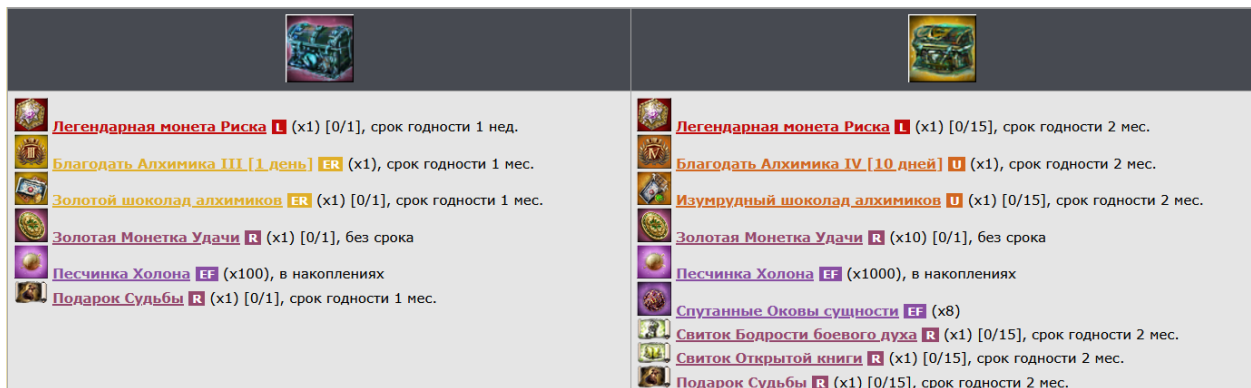 Легендарная монета Риска L (x1) [0/1], срок годности 1 нед.
Благодать Алхимика III [1 день] ER (x1), срок годности 1 мес.
Золотой шоколад алхимиков ER (x1) [0/1], срок годности 1 мес.
Золотая Монетка Удачи R (x1) [0/1], без срока
Песчинка Холона EF (x100), в накоплениях
Подарок Судьбы R (x1) [0/1], срок годности 1 мес.
Легендарная монета Риска L (x1) [0/15], срок годности 2 мес.
Благодать Алхимика IV [10 дней] U (x1), срок годности 2 мес.
Изумрудный шоколад алхимиков U (x1) [0/15], срок годности 2 мес.
Золотая Монетка Удачи R (x10) [0/1], без срока
Песчинка Холона EF (x1000), в накоплениях
Спутанные Оковы сущности EF (x8)
Свиток Бодрости боевого духа R (x1) [0/15], срок годности 2 мес.
Свиток Открытой книги R (x1) [0/15], срок годности 2 мес.
Подарок Судьбы R (x1) [0/15], срок годности 2 мес.